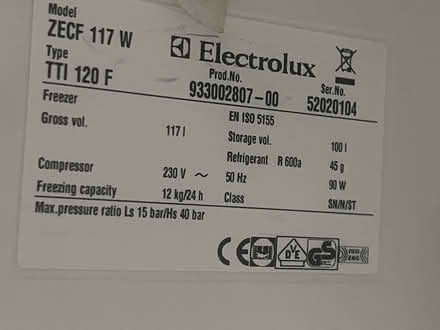 Model
ZECF 117 W
Electrolux
Type
TTI 120 F
Prod.No.
933002807-00
Ser.No.
52020104
Freezer
EN ISO 5155
Gross vol. 117 l
Storage vol. 100 l
Refrigerant R 600a 45 g
Compressor 230 V ~ 50 Hz 90 W
Freezing capacity 12 kg/24 h Class SN/N/ST
Max.pressure ratio Ls 15 bar/Hs 40 bar
CE
VDE
GS